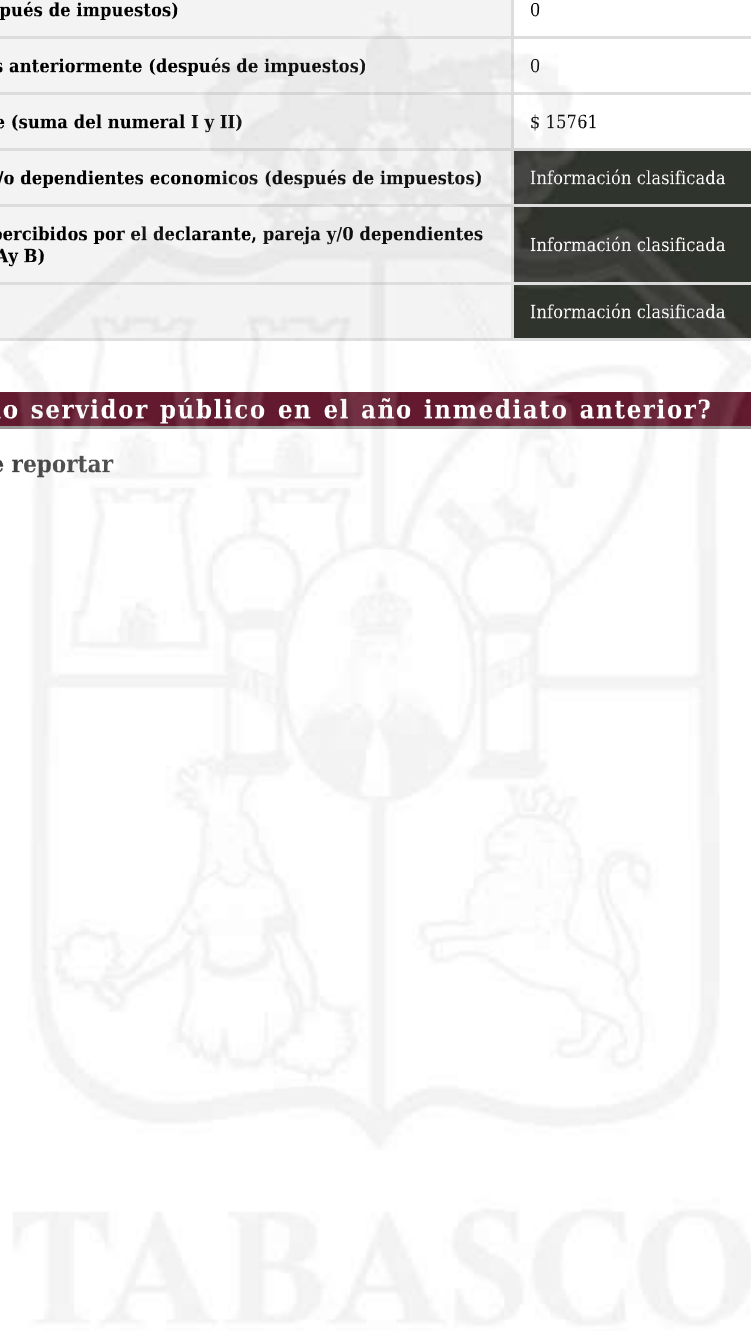 pués de impuestos)
0
s anteriormente (después de impuestos)
0
e (suma del numeral I y II)
$ 15761
/o dependientes economicos (después de impuestos)
Información clasificada
percibidos por el declarante, pareja y/0 dependientes
Ay B)
Información clasificada
Información clasificada
o servidor público en el año inmediato anterior?
e reportar
TABASCO